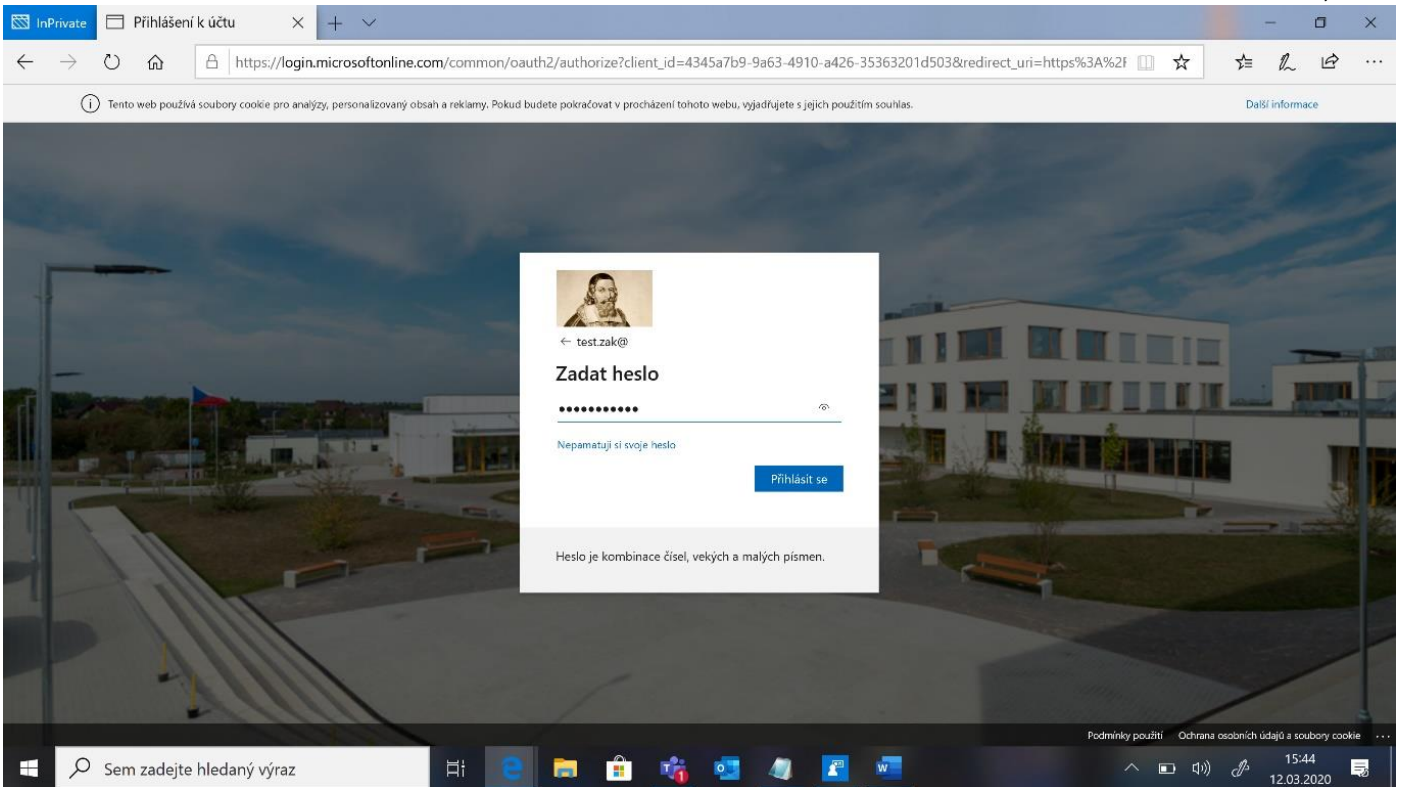 InPrivate
Přihlášení k účtu
https://login.microsoftonline.com/common/oauth2/authorize?client_id=4345a7b9-9a63-4910-a426-35363201d503&redirect_uri=https%3A%2F
Tento web používá soubory cookie pro analýzy, personalizovaný obsah a reklamy. Pokud budete pokračovat v procházení tohoto webu, vyjadřujete s jejich použitím souhlas.
Další informace
test.zak@
Zadat heslo
Nepamatuji si svoje heslo
Přihlásit se
Heslo je kombinace čísel, vekých a malých písmen.
Podmínky použití Ochrana osobních údajů a soubory cookie
Sem zadejte hledaný výraz
15:44
12.03.2020